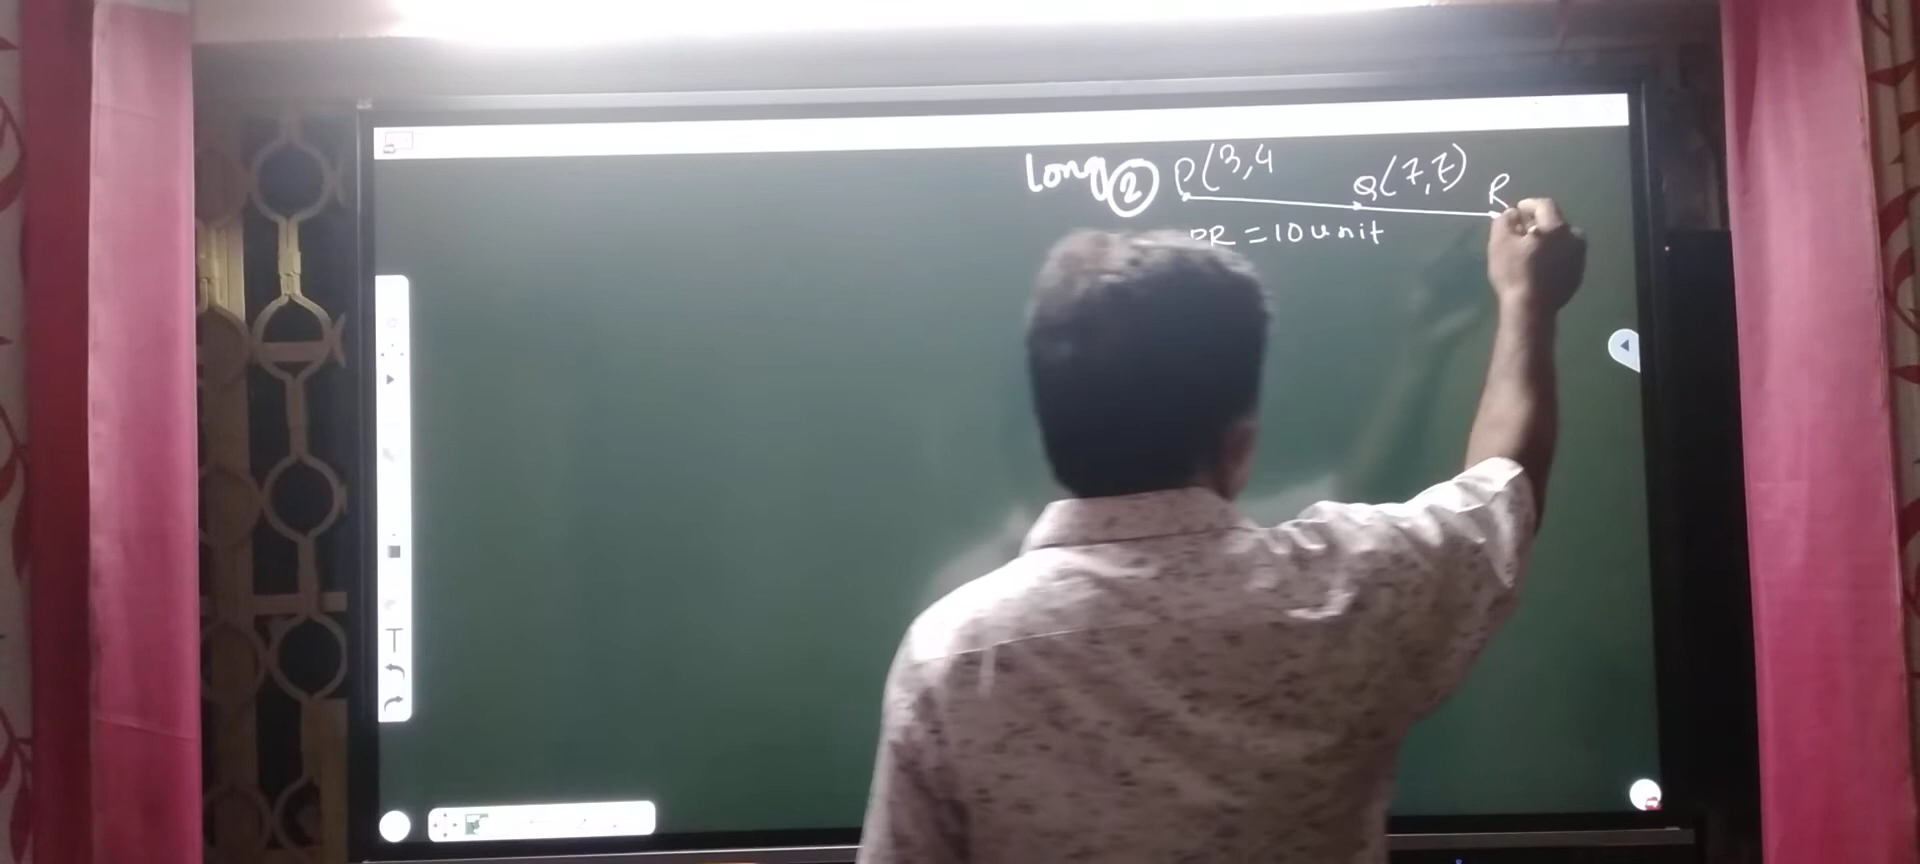 Long ② P(3,4 Q(7,7) R
PR = 10 unit
T